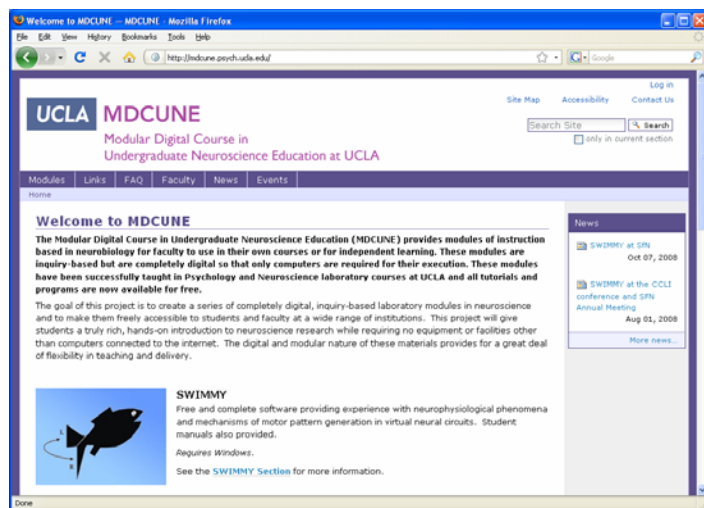 Welcome to MDCUNE — MDCUNE - Mozilla Firefox
File Edit View History Bookmarks Tools Help
http://mdcune.psych.ucla.edu/
Google
Log in
Site Map Accessibility Contact Us
UCLA MDCUNE
Search Site Search
only in current section
Modular Digital Course in
Undergraduate Neuroscience Education at UCLA
Modules Links FAQ Faculty News Events
Home
Welcome to MDCUNE
The Modular Digital Course in Undergraduate Neuroscience Education (MDCUNE) provides modules of instruction
based in neurobiology for faculty to use in their own courses or for independent learning. These modules are
inquiry-based but are completely digital so that only computers are required for their execution. These modules
have been successfully taught in Psychology and Neuroscience laboratory courses at UCLA and all tutorials and
programs are now available for free.
The goal of this project is to create a series of completely digital, inquiry-based laboratory modules in neuroscience
and to make them freely accessible to students and faculty at a wide range of institutions. This project will give
students a truly rich, hands-on introduction to neuroscience research while requiring no equipment or facilities other
than computers connected to the internet. The digital and modular nature of these materials provides for a great deal
of flexibility in teaching and delivery.
L
R
SWIMMY
Free and complete software providing experience with neurophysiological phenomena
and mechanisms of motor pattern generation in virtual neural circuits. Student
manuals also provided.
Requires Windows.
See the SWIMMY Section for more information.
News
SWIMMY at SfN
Oct 07, 2008
SWIMMY at the CCLI
conference and SFN
Annual Meeting
Aug 01, 2008
More news...
Done